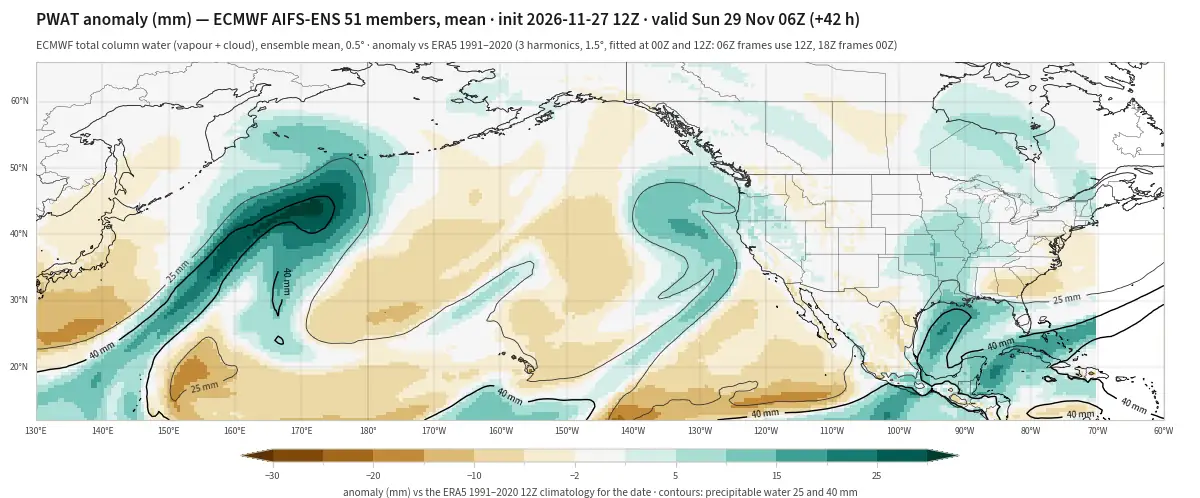 PWAT anomaly (mm) — ECMWF AIFS-ENS 51 members, mean · init 2026-11-27 12Z · valid Sun 29 Nov 06Z (+42 h)
ECMWF total column water (vapour + cloud), ensemble mean, 0.5° · anomaly vs ERA5 1991–2020 (3 harmonics, 1.5°, fitted at 00Z and 12Z: 06Z frames use 12Z, 18Z frames 00Z)
60°N
50°N
40°N
30°N
20°N
25 mm
40 mm
40 mm
25 mm
40 mm
40 mm
25 mm
40 mm
40 mm
40 mm
130°E 140°E 150°E 160°E 170°E 180° 170°W 160°W 150°W 140°W 130°W 120°W 110°W 100°W 90°W 80°W 70°W 60°W
−30 −20 −10 −2 5 15 25
anomaly (mm) vs the ERA5 1991–2020 12Z climatology for the date · contours: precipitable water 25 and 40 mm